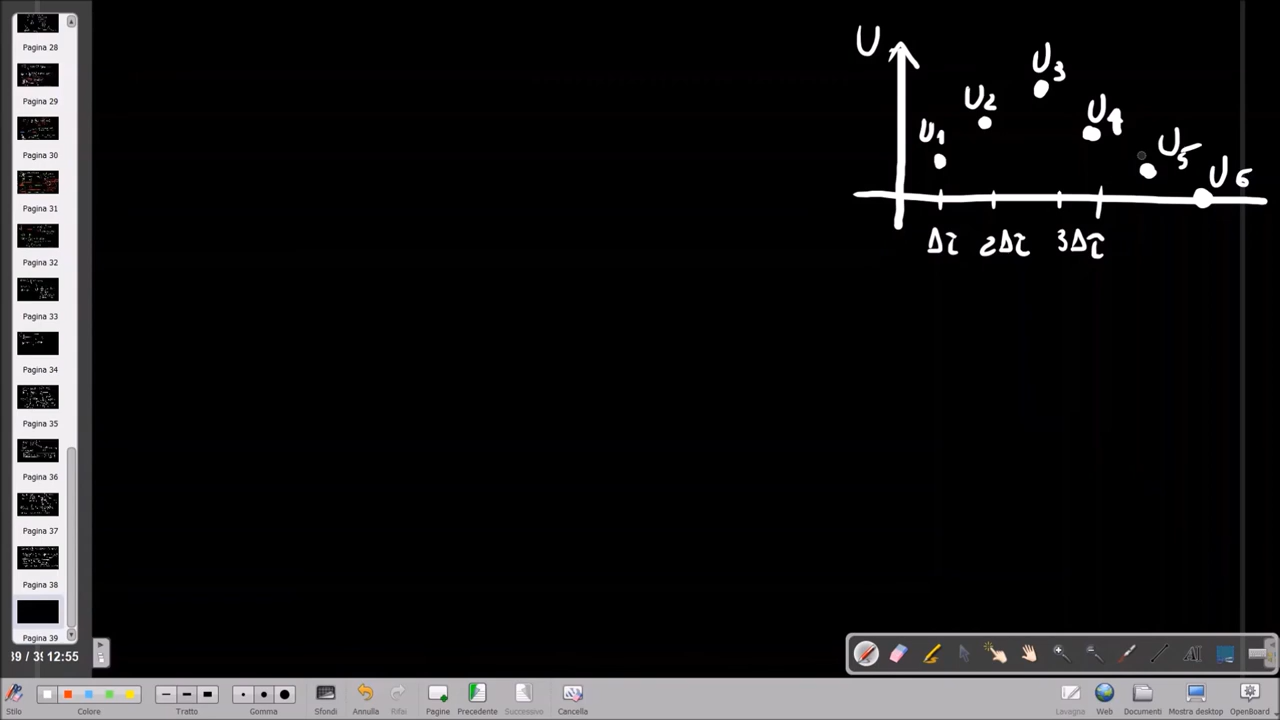 Pagina 28
Pagina 29
Pagina 30
Pagina 31
Pagina 32
Pagina 33
Pagina 34
Pagina 35
Pagina 36
Pagina 37
Pagina 38
Pagina 39
12:55
U
U1
U2
U3
U4
U5
U6
Δτ 2Δτ 3Δτ
Stilo
Colore
Tratto
Gomma
Sfondi
Annulla
Rifai
Pagine
Precedente
Successivo
Cancella
Lavagna
Web
Documenti
Mostra desktop
OpenBoard